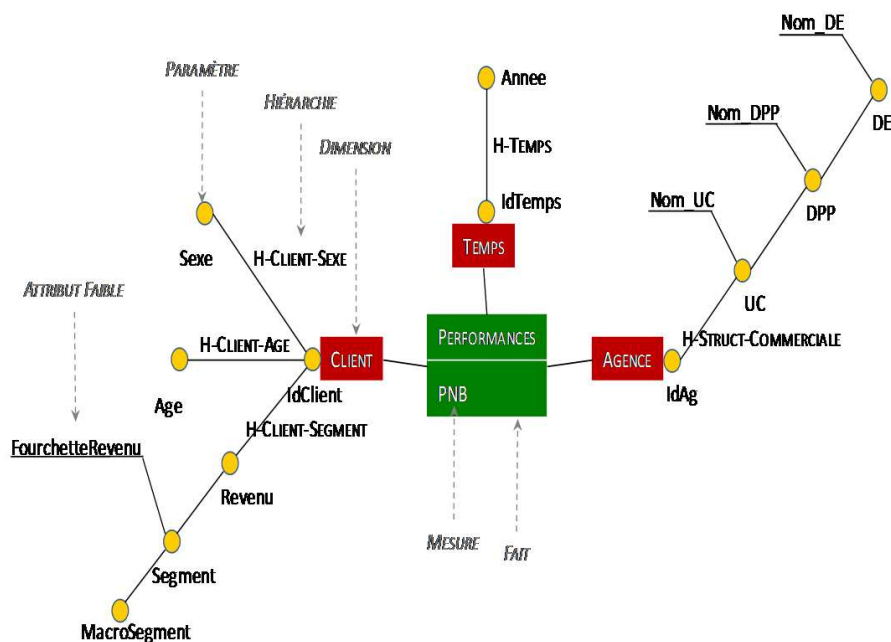 Nom_DE
PARAMÈTRE
Annee
HIÉRARCHIE
Nom_DPP
DE
DIMENSION
H-TEMPS
IdTemps
Nom_UC
DPP
Sexe
H-CLIENT-SEXE
TEMPS
ATTRIBUT FAIBLE
UC
PERFORMANCES
H-STRUCT-COMMERCIALE
H-CLIENT-AGE
CLIENT
AGENCE
PNB
IdClient
IdAg
Age
H-CLIENT-SEGMENT
FourchetteRevenu
Revenu
MESURE
FAIT
Segment
MacroSegment